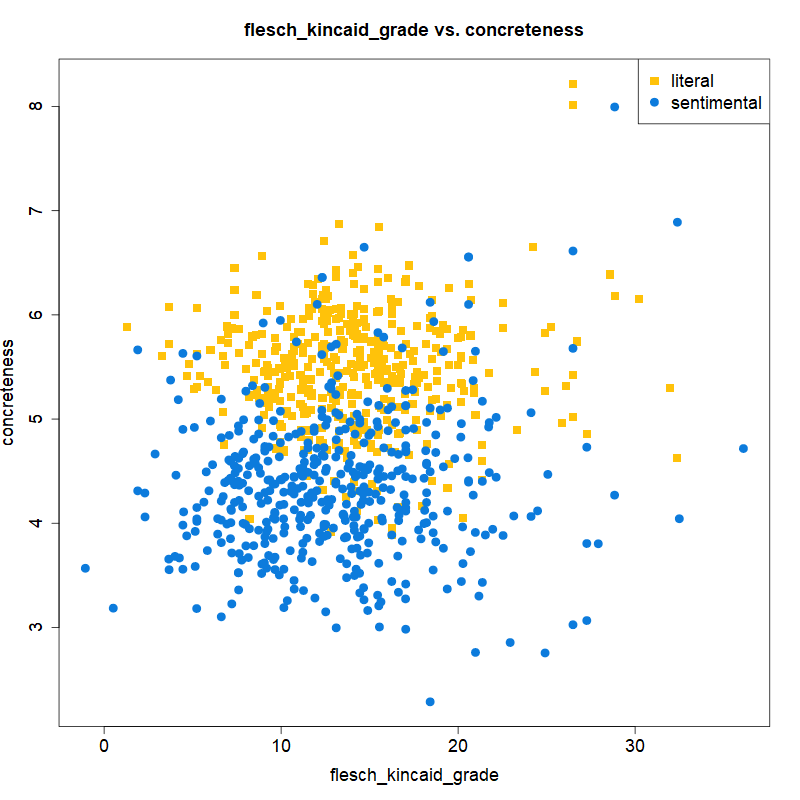 flesch_kincaid_grade vs. concreteness
literal
sentimental
concreteness
8
7
6
5
4
3
0 10 20 30
flesch_kincaid_grade